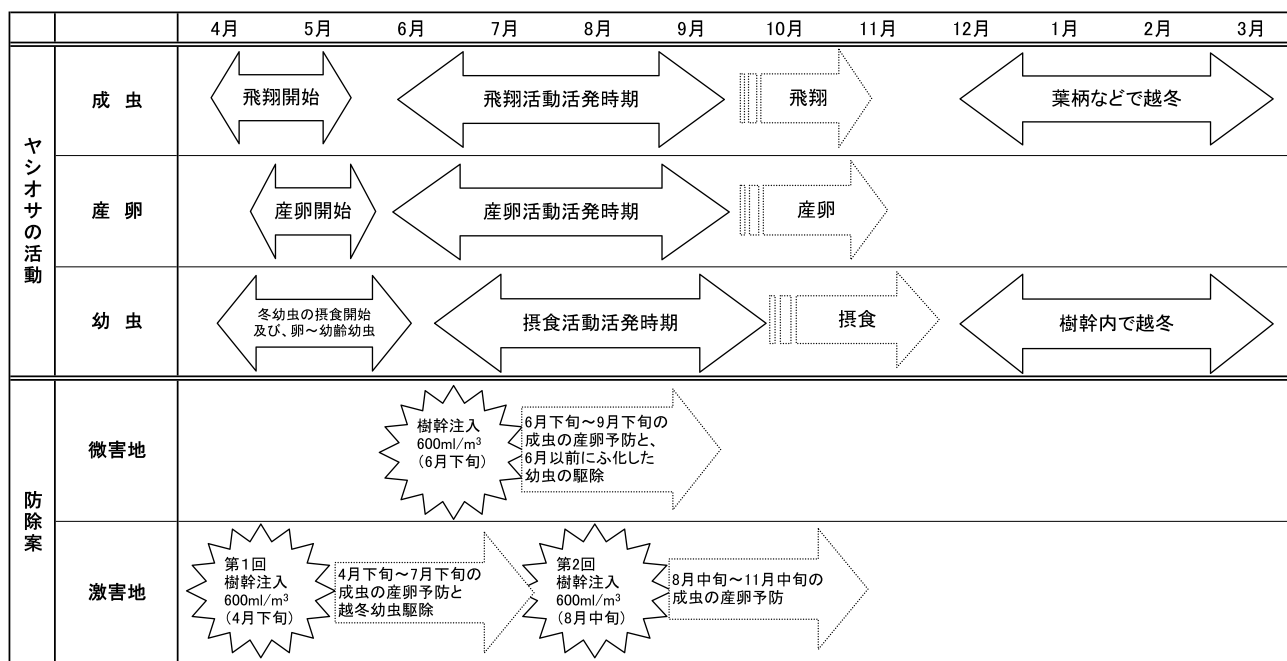 4月 5月 6月 7月 8月 9月 10月 11月 12月 1月 2月 3月
ヤシオサの活動
成 虫
飛翔開始
飛翔活動活発時期
飛翔
葉柄などで越冬
産 卵
産卵開始
産卵活動活発時期
産卵
幼 虫
冬幼虫の摂食開始
及び、卵～幼齢幼虫
摂食活動活発時期
摂食
樹幹内で越冬
防除案
微害地
樹幹注入
600ml/m³
(6月下旬)
6月下旬～9月下旬の
成虫の産卵予防と、
6月以前にふ化した
幼虫の駆除
激害地
第1回
樹幹注入
600ml/m³
(4月下旬)
4月下旬～7月下旬の
成虫の産卵予防と
越冬幼虫駆除
第2回
樹幹注入
600ml/m³
(8月中旬)
8月中旬～11月中旬の
成虫の産卵予防